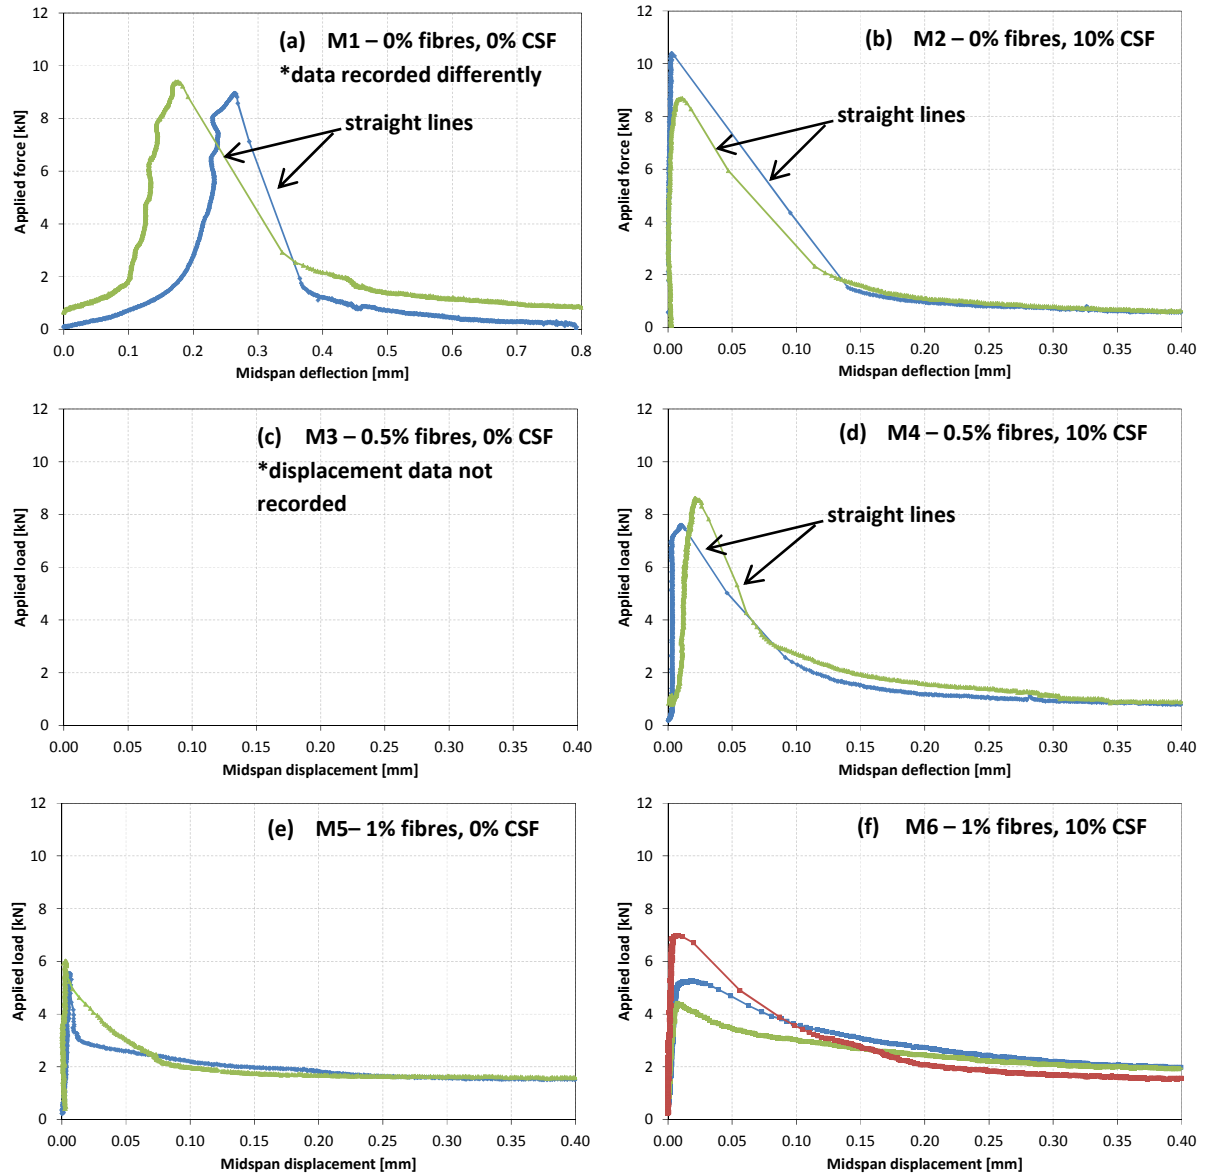 (a) M1 – 0% fibres, 0% CSF
*data recorded differently
straight lines
Applied force [kN]
12
10
8
6
4
2
0
0.0 0.1 0.2 0.3 0.4 0.5 0.6 0.7 0.8
Midspan deflection [mm]
(b) M2 – 0% fibres, 10% CSF
straight lines
Applied force [kN]
12
10
8
6
4
2
0
0.00 0.05 0.10 0.15 0.20 0.25 0.30 0.35 0.40
Midspan deflection [mm]
(c) M3 – 0.5% fibres, 0% CSF
*displacement data not
recorded
Applied load [kN]
12
10
8
6
4
2
0
0.00 0.05 0.10 0.15 0.20 0.25 0.30 0.35 0.40
Midspan displacement [mm]
(d) M4 – 0.5% fibres, 10% CSF
straight lines
Applied load [kN]
12
10
8
6
4
2
0
0.00 0.05 0.10 0.15 0.20 0.25 0.30 0.35 0.40
Midspan deflection [mm]
(e) M5– 1% fibres, 0% CSF
Applied load [kN]
12
10
8
6
4
2
0
0.00 0.05 0.10 0.15 0.20 0.25 0.30 0.35 0.40
Midspan displacement [mm]
(f) M6 – 1% fibres, 10% CSF
Applied load [kN]
12
10
8
6
4
2
0
0.00 0.05 0.10 0.15 0.20 0.25 0.30 0.35 0.40
Midspan displacement [mm]